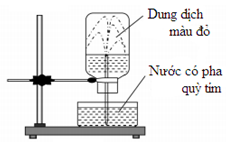 Dung dịch
màu đỏ
Nước có pha
quỳ tím